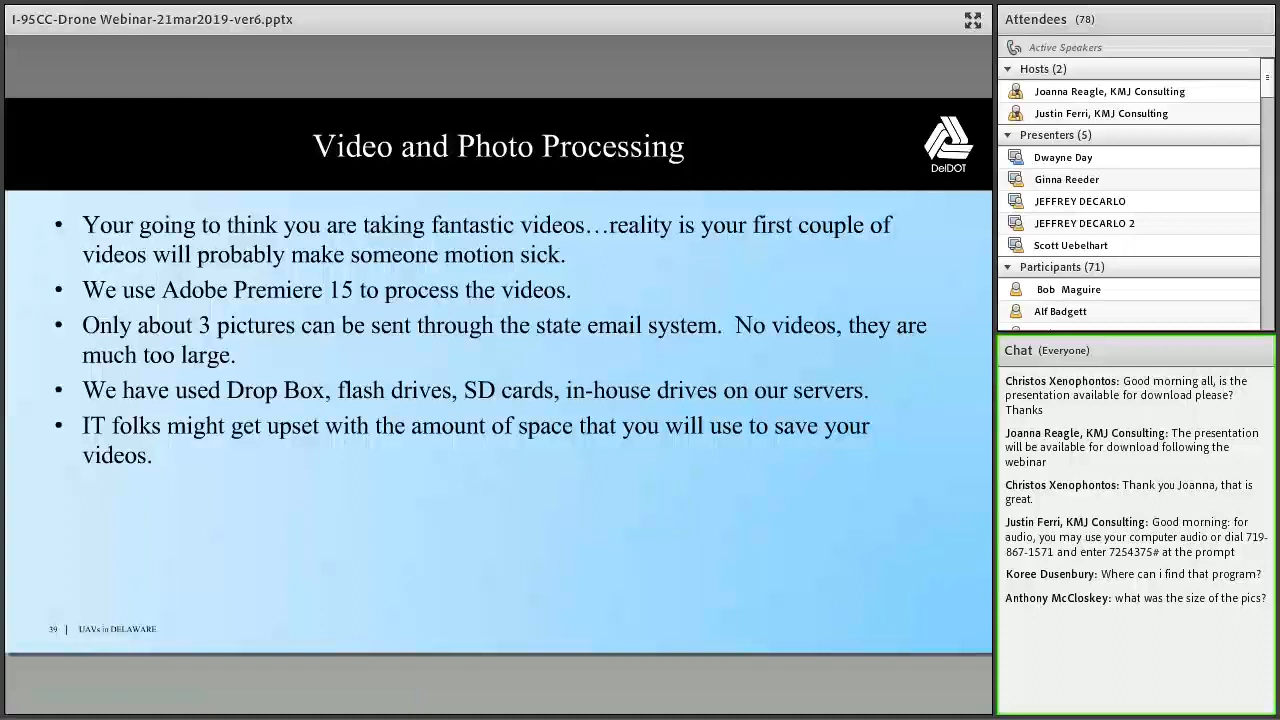 I-95CC-Drone Webinar-21mar2019-ver6.pptx
Video and Photo Processing
DelDOT
• Your going to think you are taking fantastic videos…reality is your first couple of
videos will probably make someone motion sick.
• We use Adobe Premiere 15 to process the videos.
• Only about 3 pictures can be sent through the state email system.  No videos, they are
much too large.
• We have used Drop Box, flash drives, SD cards, in-house drives on our servers.
• IT folks might get upset with the amount of space that you will use to save your
videos.
39 | UAVs in DELAWARE
Attendees (78)
Active Speakers
Hosts (2)
Joanna Reagle, KMJ Consulting
Justin Ferri, KMJ Consulting
Presenters (5)
Dwayne Day
Ginna Reeder
JEFFREY DECARLO
JEFFREY DECARLO 2
Scott Uebelhart
Participants (71)
Bob Maguire
Alf Badgett
Chat (Everyone)
Christos Xenophontos: Good morning all, is the
presentation available for download please?
Thanks
Joanna Reagle, KMJ Consulting: The presentation
will be available for download following the
webinar
Christos Xenophontos: Thank you Joanna, that is
great.
Justin Ferri, KMJ Consulting: Good morning: for
audio, you may use your computer audio or dial 719-
867-1571 and enter 7254375# at the prompt
Koree Dusenbury: Where can i find that program?
Anthony McCloskey: what was the size of the pics?